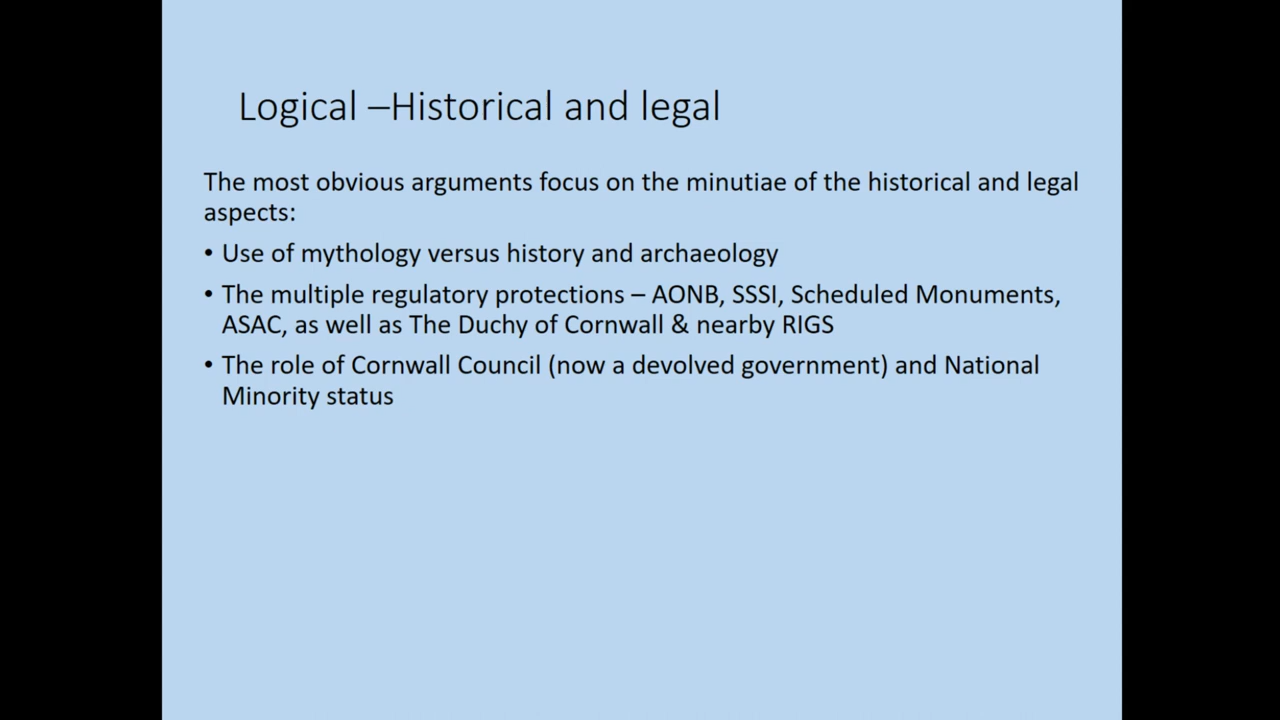 Logical –Historical and legal
The most obvious arguments focus on the minutiae of the historical and legal
aspects:
• Use of mythology versus history and archaeology
• The multiple regulatory protections – AONB, SSSI, Scheduled Monuments,
ASAC, as well as The Duchy of Cornwall & nearby RIGS
• The role of Cornwall Council (now a devolved government) and National
Minority status